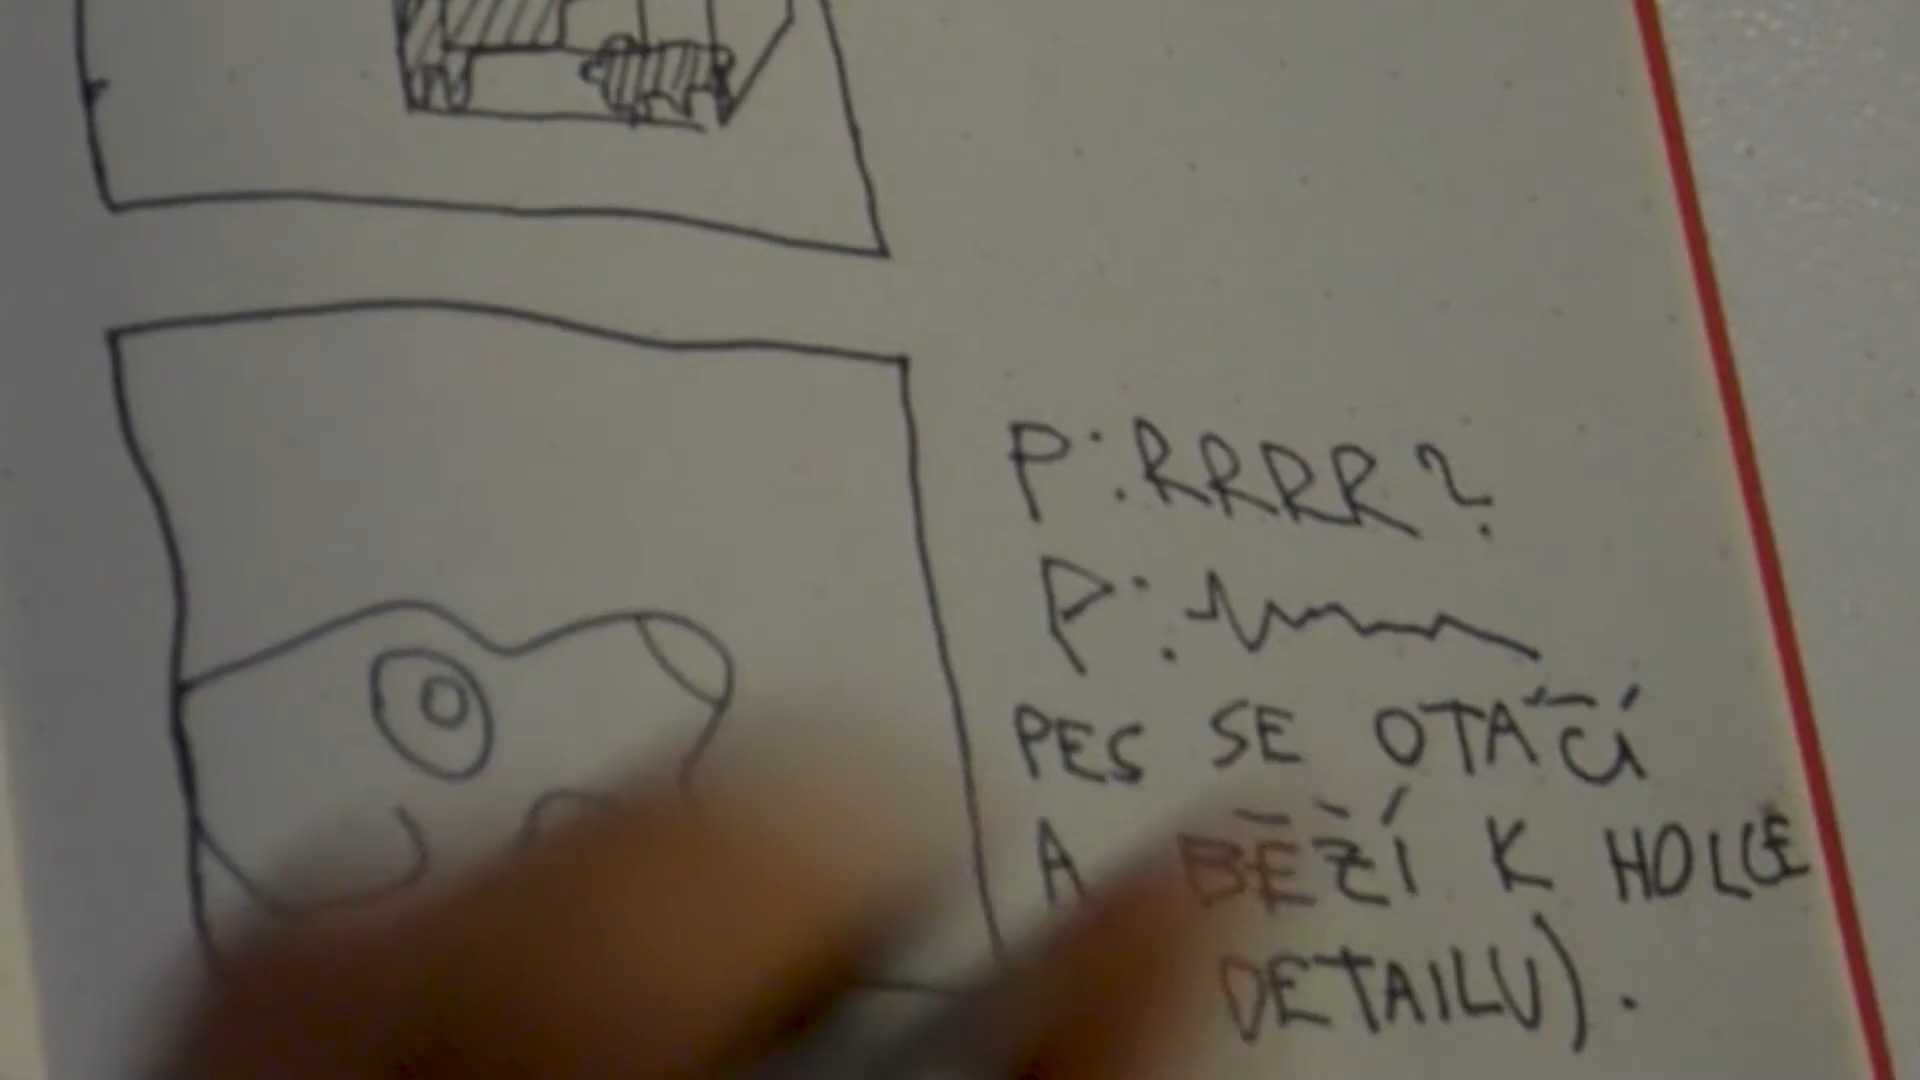 P: RRRR?
P:
PES SE OTÁČÍ
A BĚŽÍ K HOLCE
DETAILU).